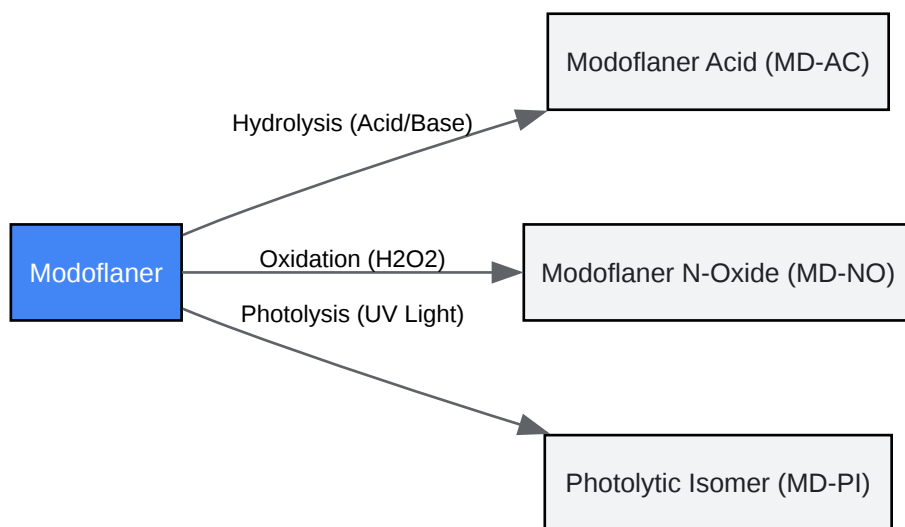 Modoflaner Acid (MD-AC)
Hydrolysis (Acid/Base)
Modoflaner
Oxidation (H2O2)
Modoflaner N-Oxide (MD-NO)
Photolysis (UV Light)
Photolytic Isomer (MD-PI)